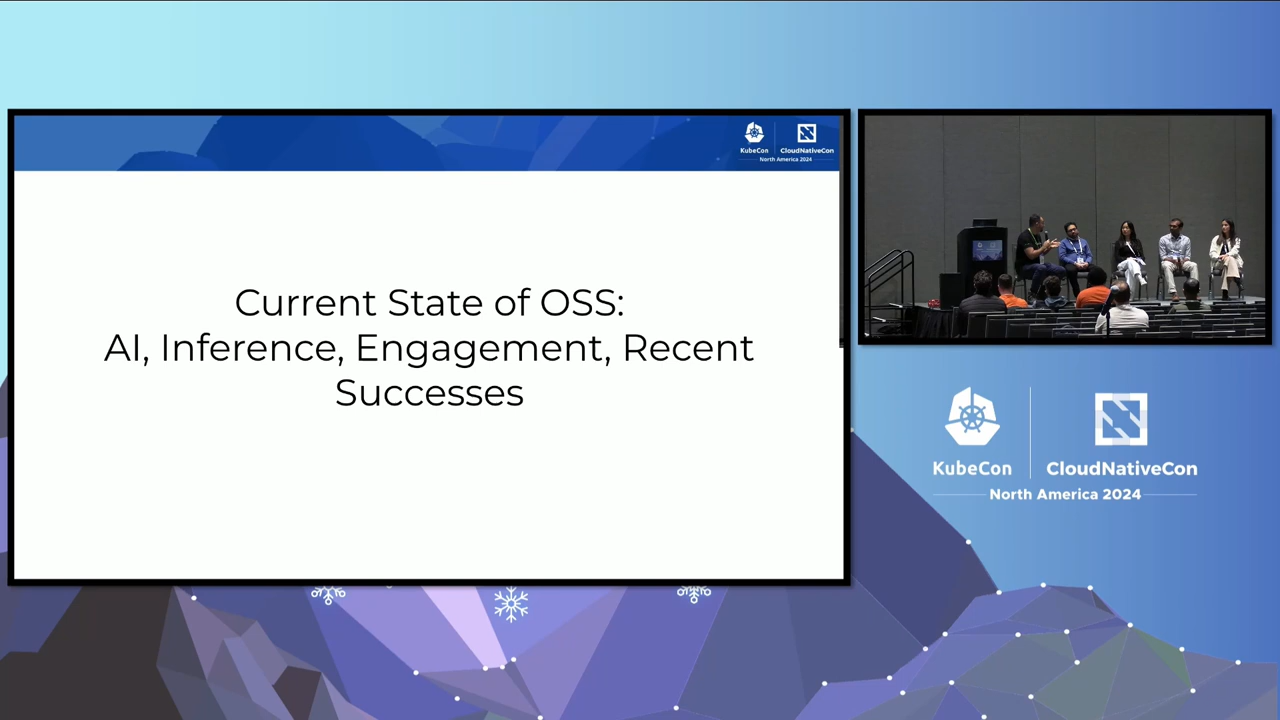 KubeCon
CloudNativeCon
North America 2024
Current State of OSS:
AI, Inference, Engagement, Recent
Successes
KubeCon
CloudNativeCon
North America 2024